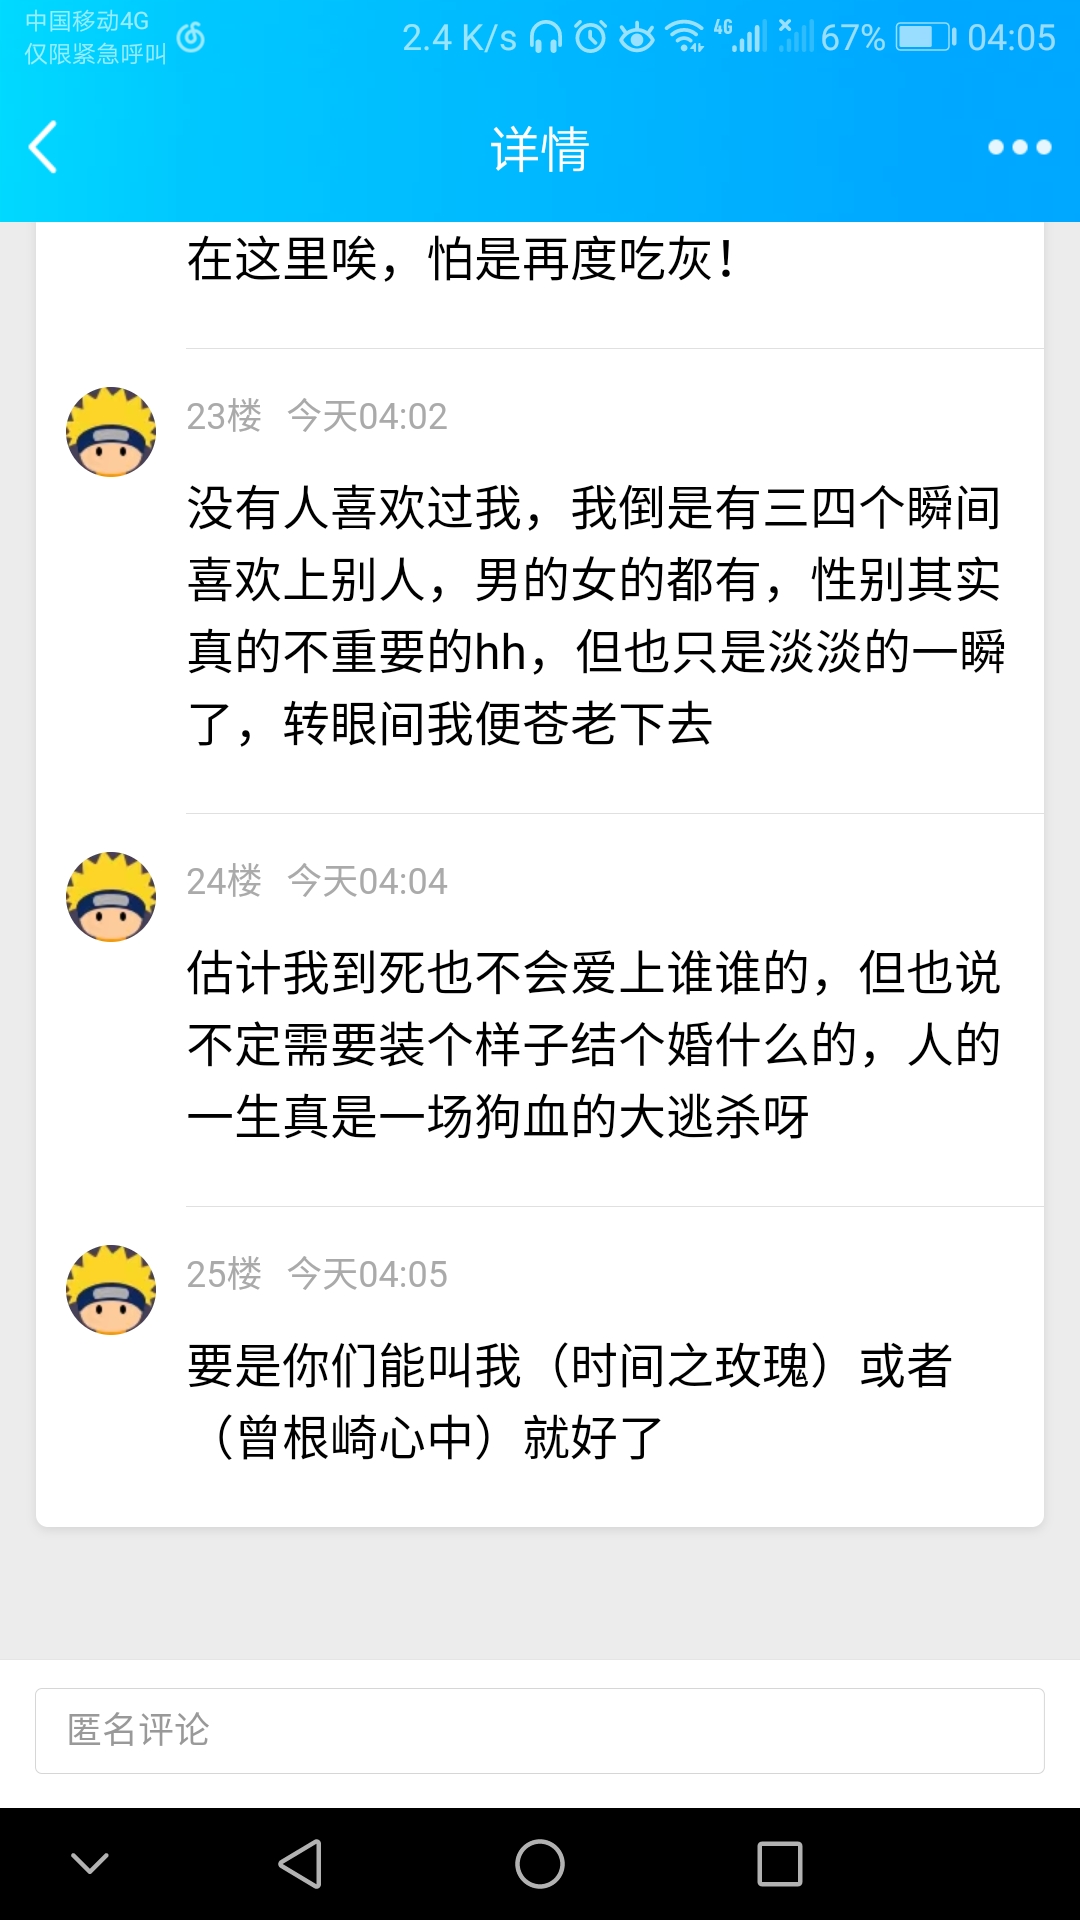 中国移动4G
仅限紧急呼叫
2.4 K/s 4G 67% 04:05
详情
在这里唉，怕是再度吃灰！
23楼 今天04:02
没有人喜欢过我，我倒是有三四个瞬间
喜欢上别人，男的女的都有，性别其实
真的不重要的hh，但也只是淡淡的一瞬
了，转眼间我便苍老下去
24楼 今天04:04
估计我到死也不会爱上谁谁的，但也说
不定需要装个样子结个婚什么的，人的
一生真是一场狗血的大逃杀呀
25楼 今天04:05
要是你们能叫我（时间之玫瑰）或者
（曾根崎心中）就好了
匿名评论